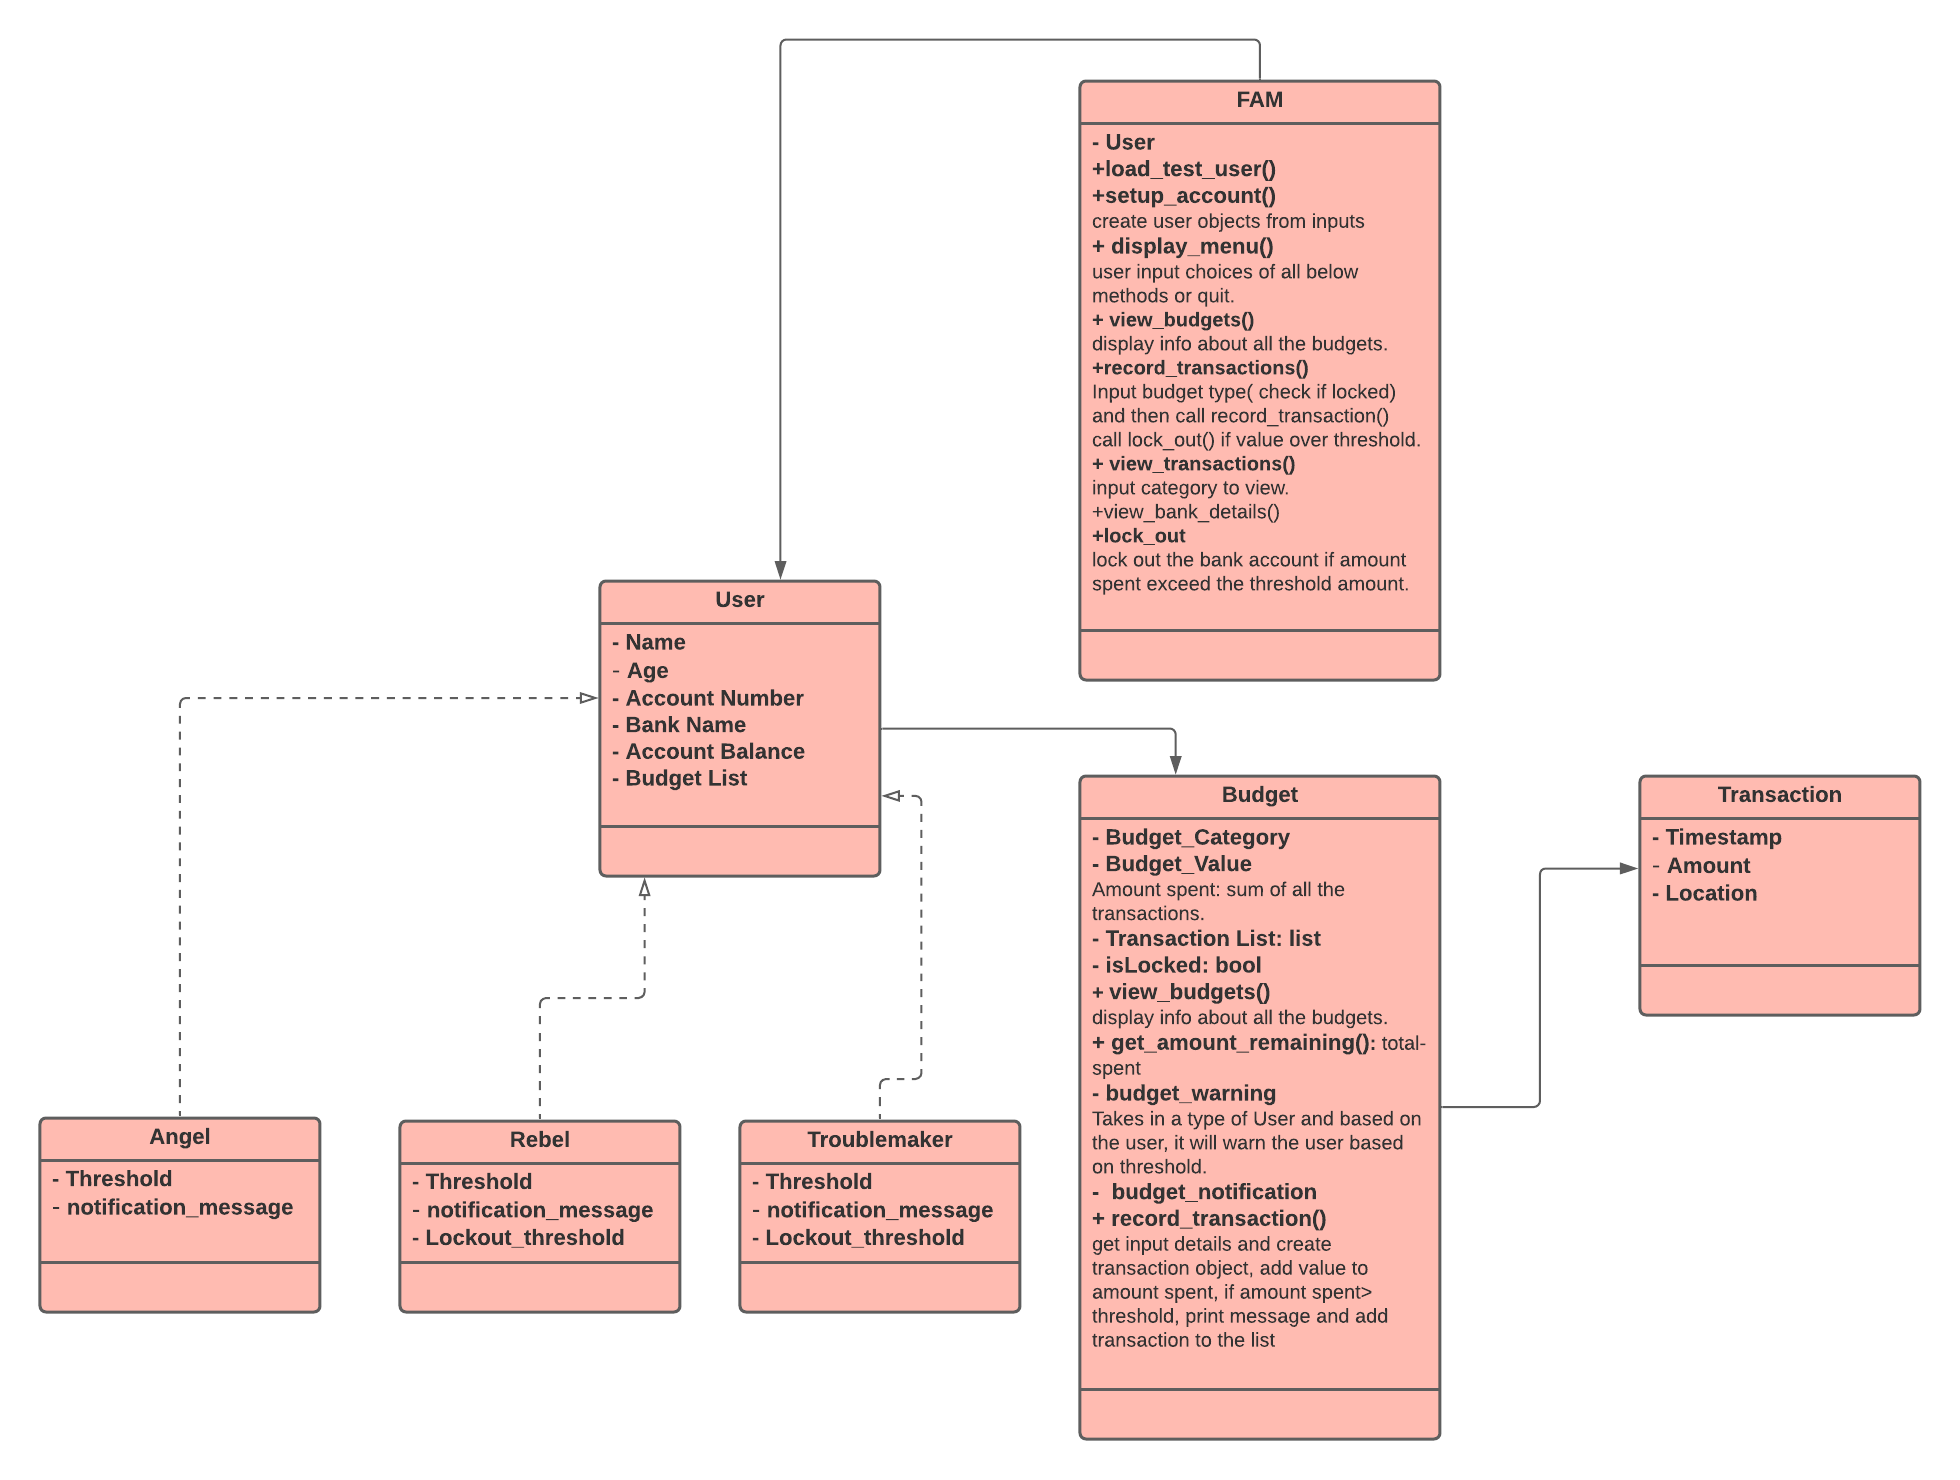 FAM
- User
+load_test_user()
+setup_account()
create user objects from inputs
+ display_menu()
user input choices of all below
methods or quit.
+ view_budgets()
display info about all the budgets.
+record_transactions()
Input budget type( check if locked)
and then call record_transaction()
call lock_out() if value over threshold.
+ view_transactions()
input category to view.
+view_bank_details()
+lock_out
lock out the bank account if amount
spent exceed the threshold amount.
User
- Name
- Age
- Account Number
- Bank Name
- Account Balance
- Budget List
Budget
- Budget_Category
- Budget_Value
Amount spent: sum of all the
transactions.
- Transaction List: list
- isLocked: bool
+ view_budgets()
display info about all the budgets.
+ get_amount_remaining(): total-
spent
- budget_warning
Takes in a type of User and based on
the user, it will warn the user based
on threshold.
-  budget_notification
+ record_transaction()
get input details and create
transaction object, add value to
amount spent, if amount spent>
threshold, print message and add
transaction to the list
Transaction
- Timestamp
- Amount
- Location
Angel
- Threshold
- notification_message
Rebel
- Threshold
- notification_message
- Lockout_threshold
Troublemaker
- Threshold
- notification_message
- Lockout_threshold